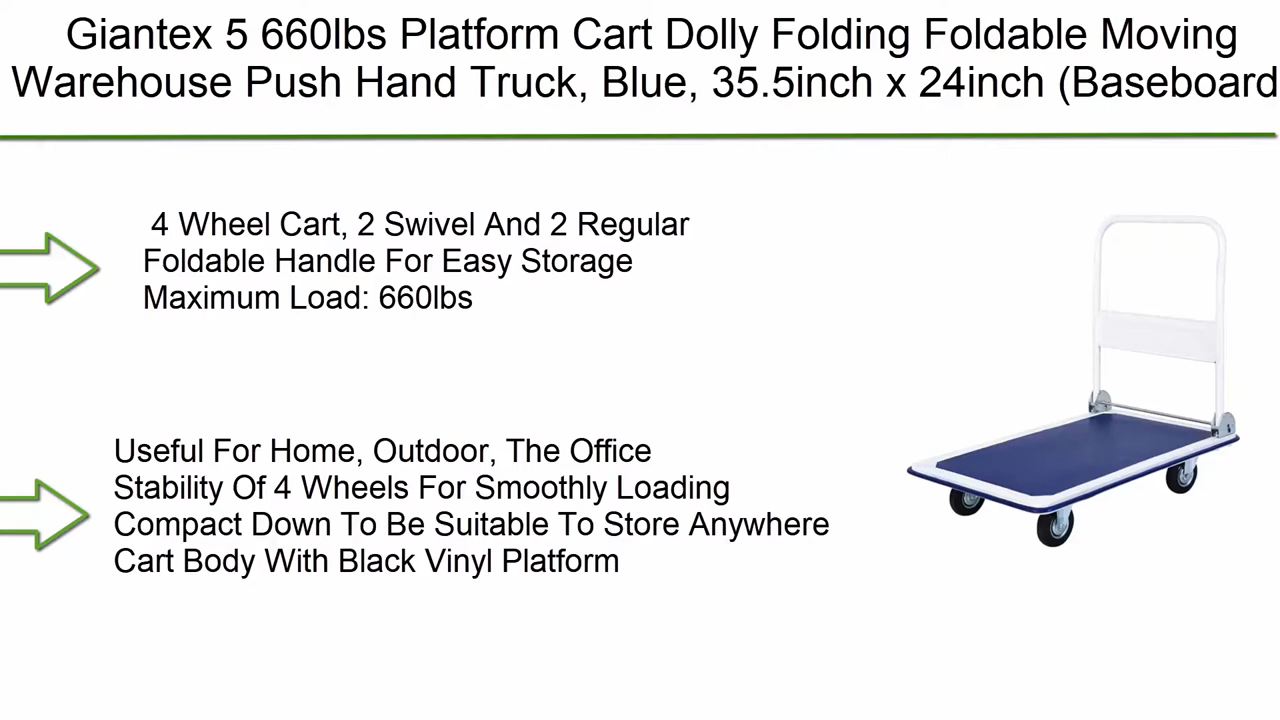 Giantex 5 660lbs Platform Cart Dolly Folding Foldable Moving
Warehouse Push Hand Truck, Blue, 35.5inch x 24inch (Baseboard
4 Wheel Cart, 2 Swivel And 2 Regular
Foldable Handle For Easy Storage
Maximum Load: 660lbs
Useful For Home, Outdoor, The Office
Stability Of 4 Wheels For Smoothly Loading
Compact Down To Be Suitable To Store Anywhere
Cart Body With Black Vinyl Platform